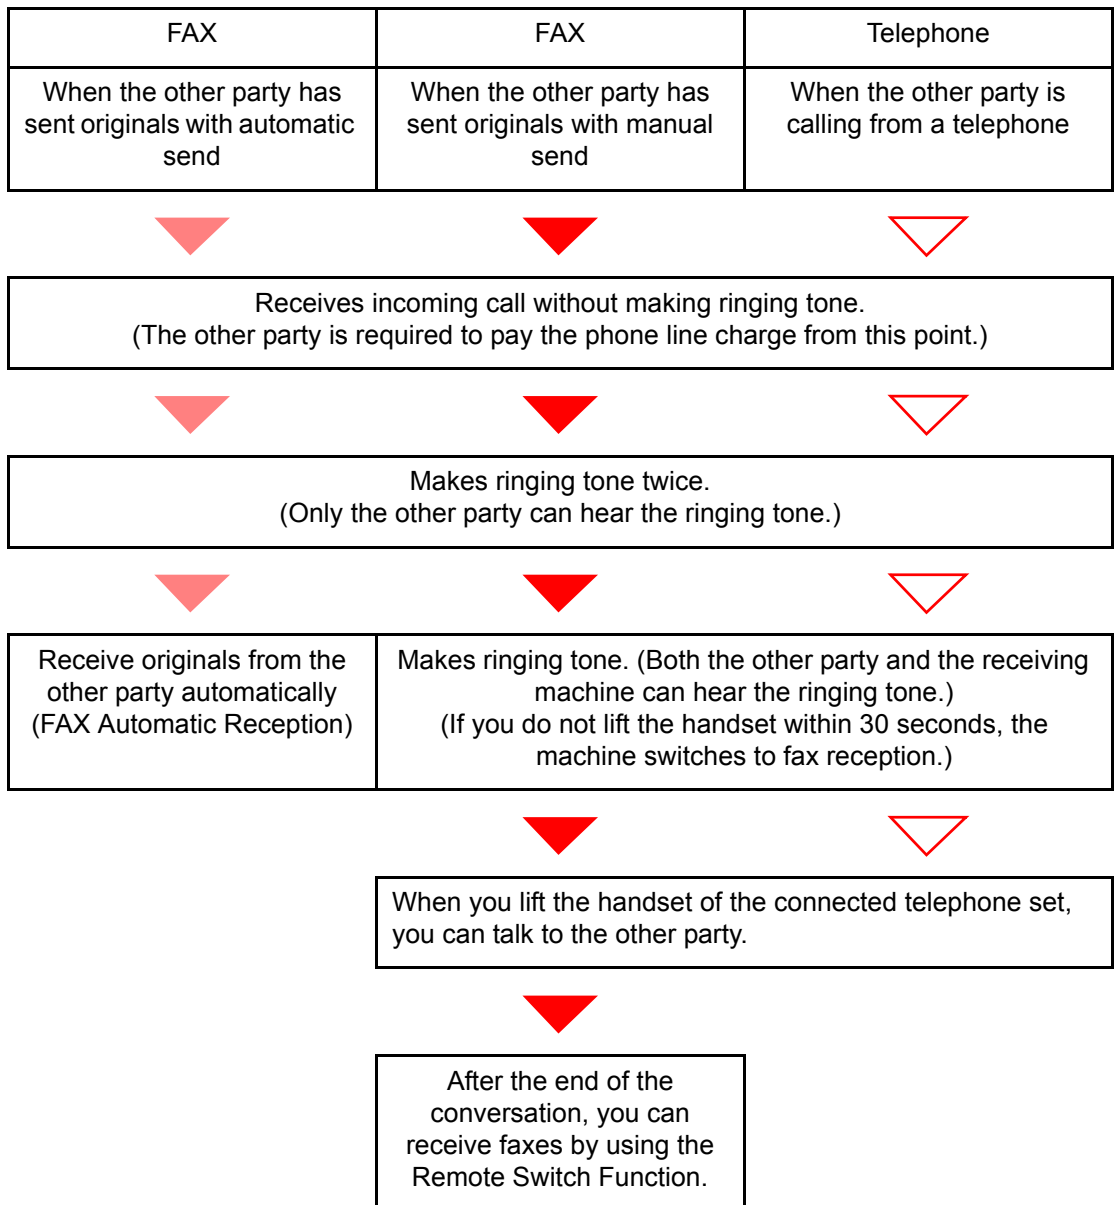 FAX
FAX
Telephone
When the other party has
sent originals with automatic
send
When the other party has
sent originals with manual
send
When the other party is
calling from a telephone
Receives incoming call without making ringing tone.
(The other party is required to pay the phone line charge from this point.)
Makes ringing tone twice.
(Only the other party can hear the ringing tone.)
Receive originals from the
other party automatically
(FAX Automatic Reception)
Makes ringing tone. (Both the other party and the receiving
machine can hear the ringing tone.)
(If you do not lift the handset within 30 seconds, the
machine switches to fax reception.)
When you lift the handset of the connected telephone set,
you can talk to the other party.
After the end of the
conversation, you can
receive faxes by using the
Remote Switch Function.